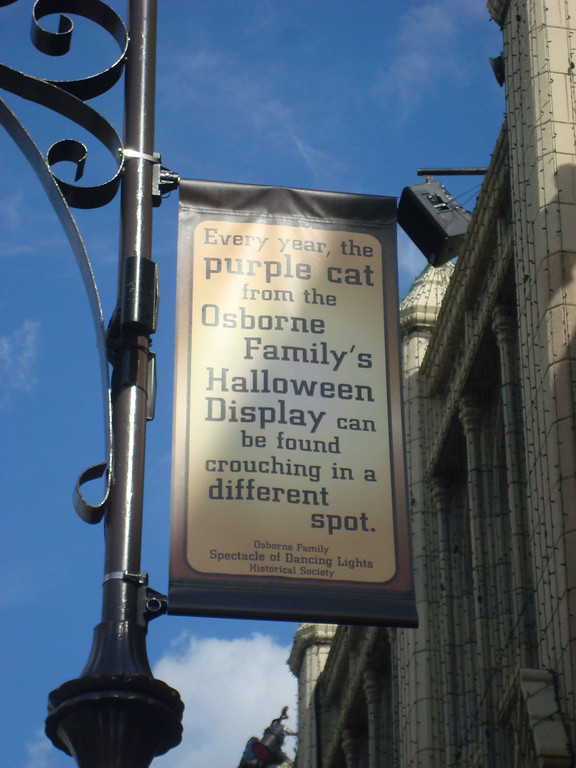 Every year, the
purple cat
from the
Osborne
Family's
Halloween
Display can
be found
crouching in a
different
spot.
Osborne Family
Spectacle of Dancing Lights
Historical Society